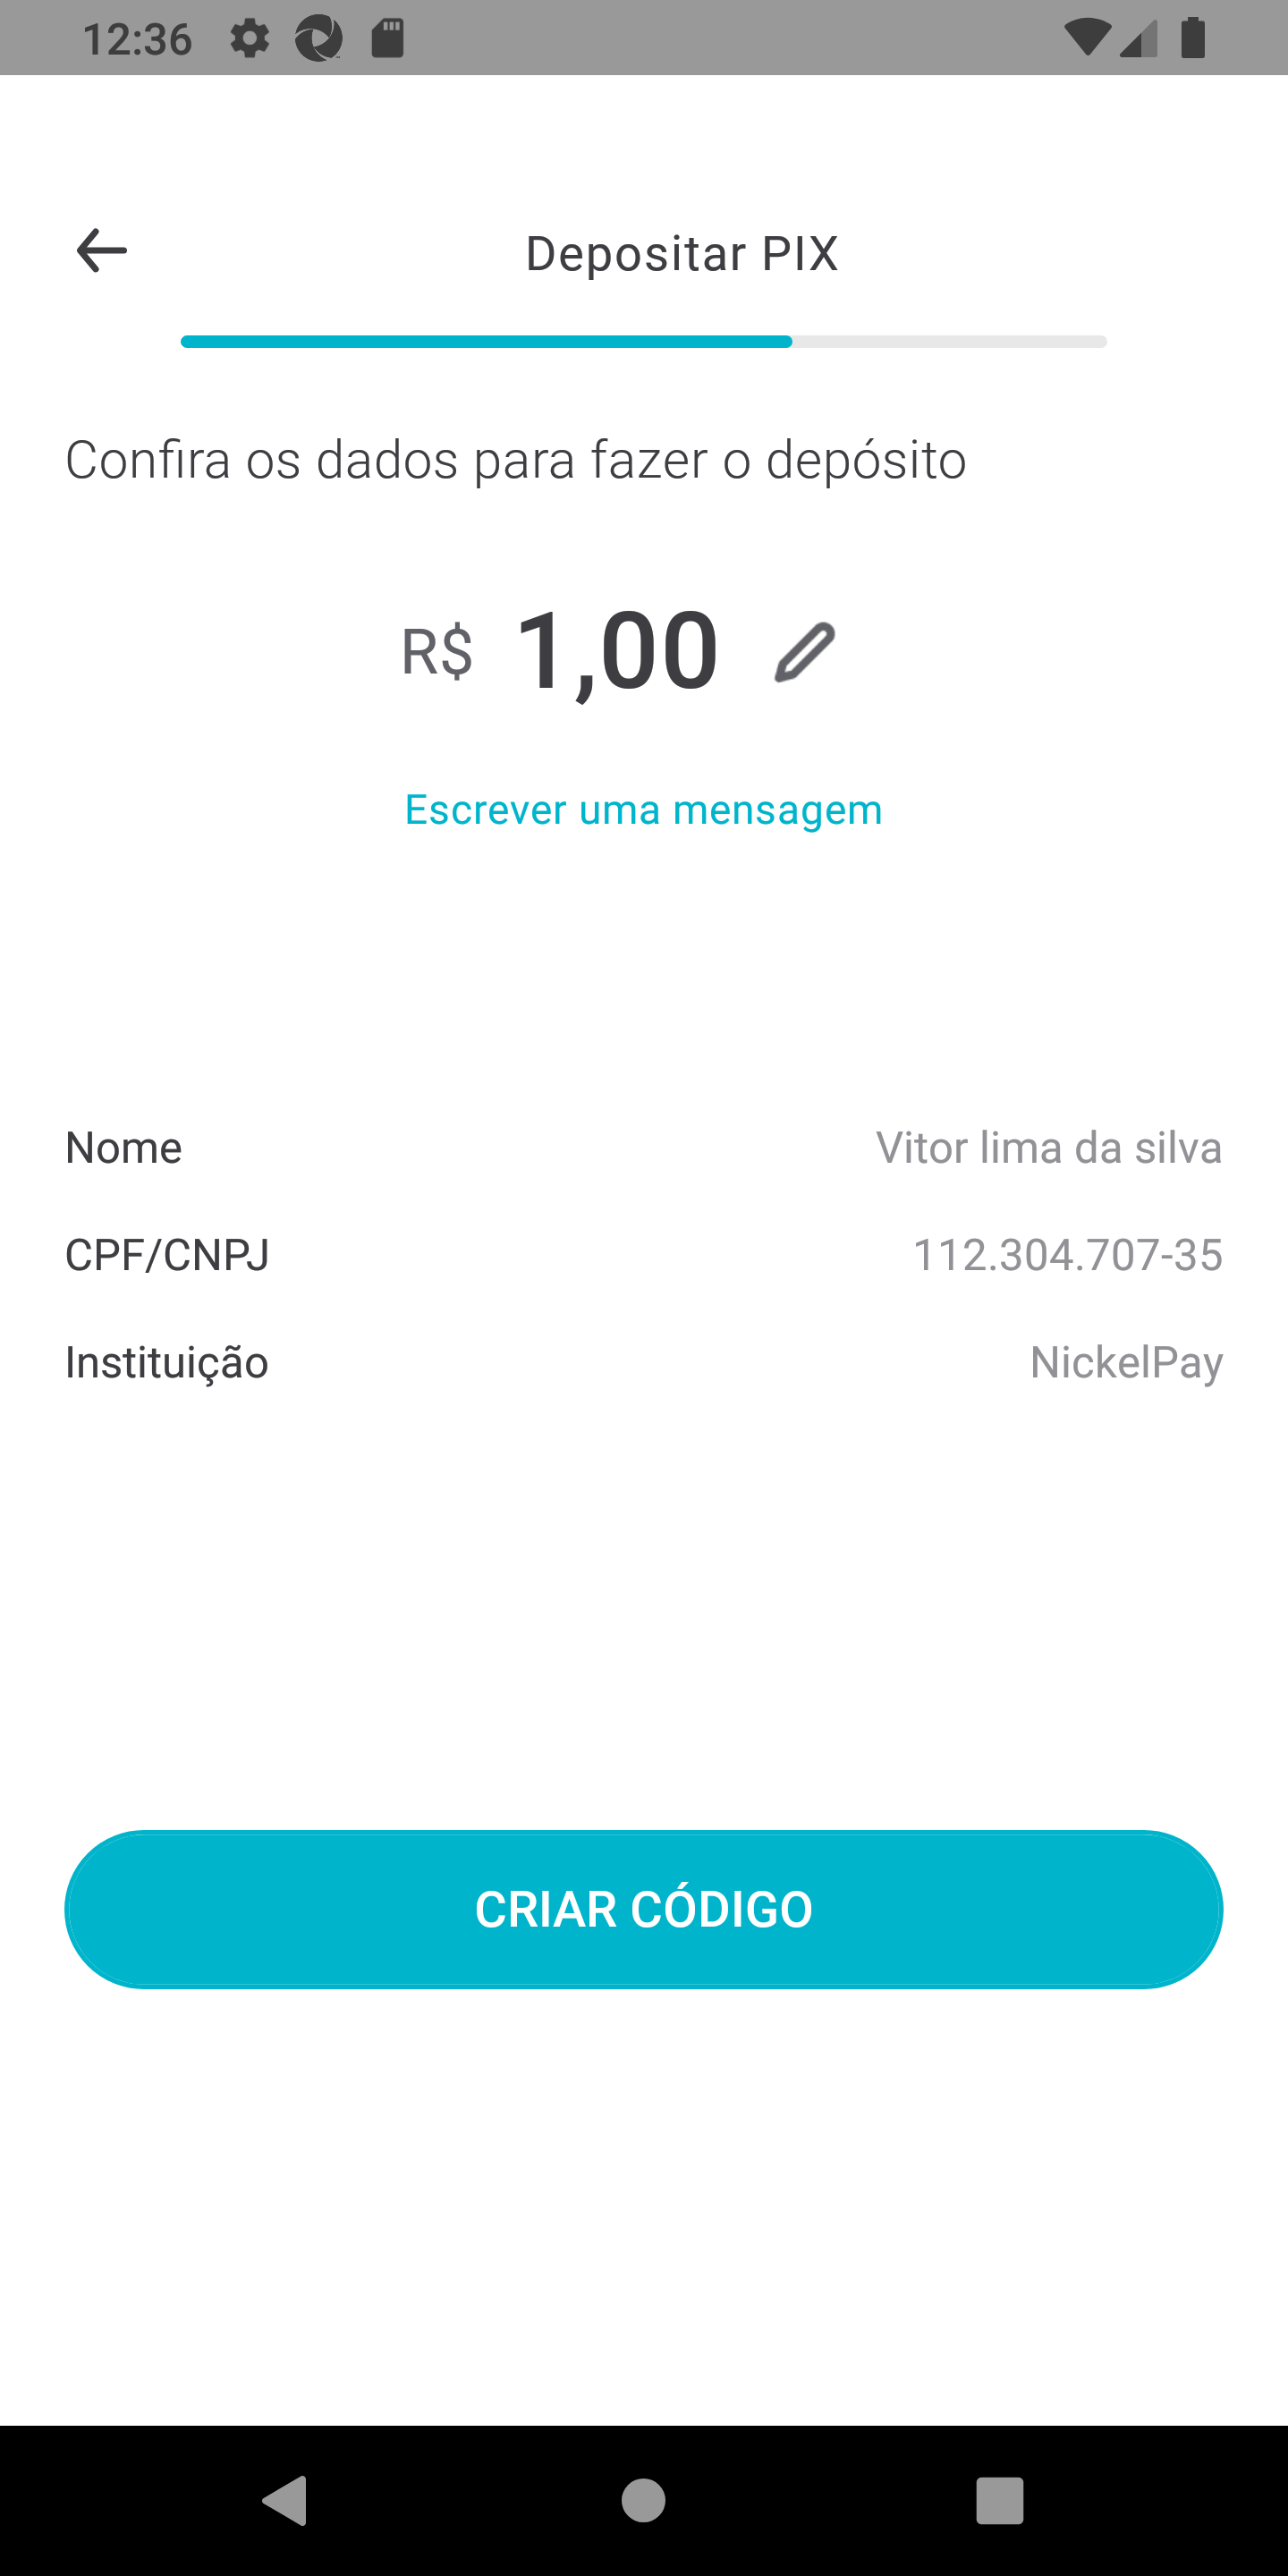 12:36
Depositar PIX
Confira os dados para fazer o depósito
R$ 1,00
Escrever uma mensagem
Nome Vitor lima da silva
CPF/CNPJ 112.304.707-35
Instituição NickelPay
CRIAR CÓDIGO